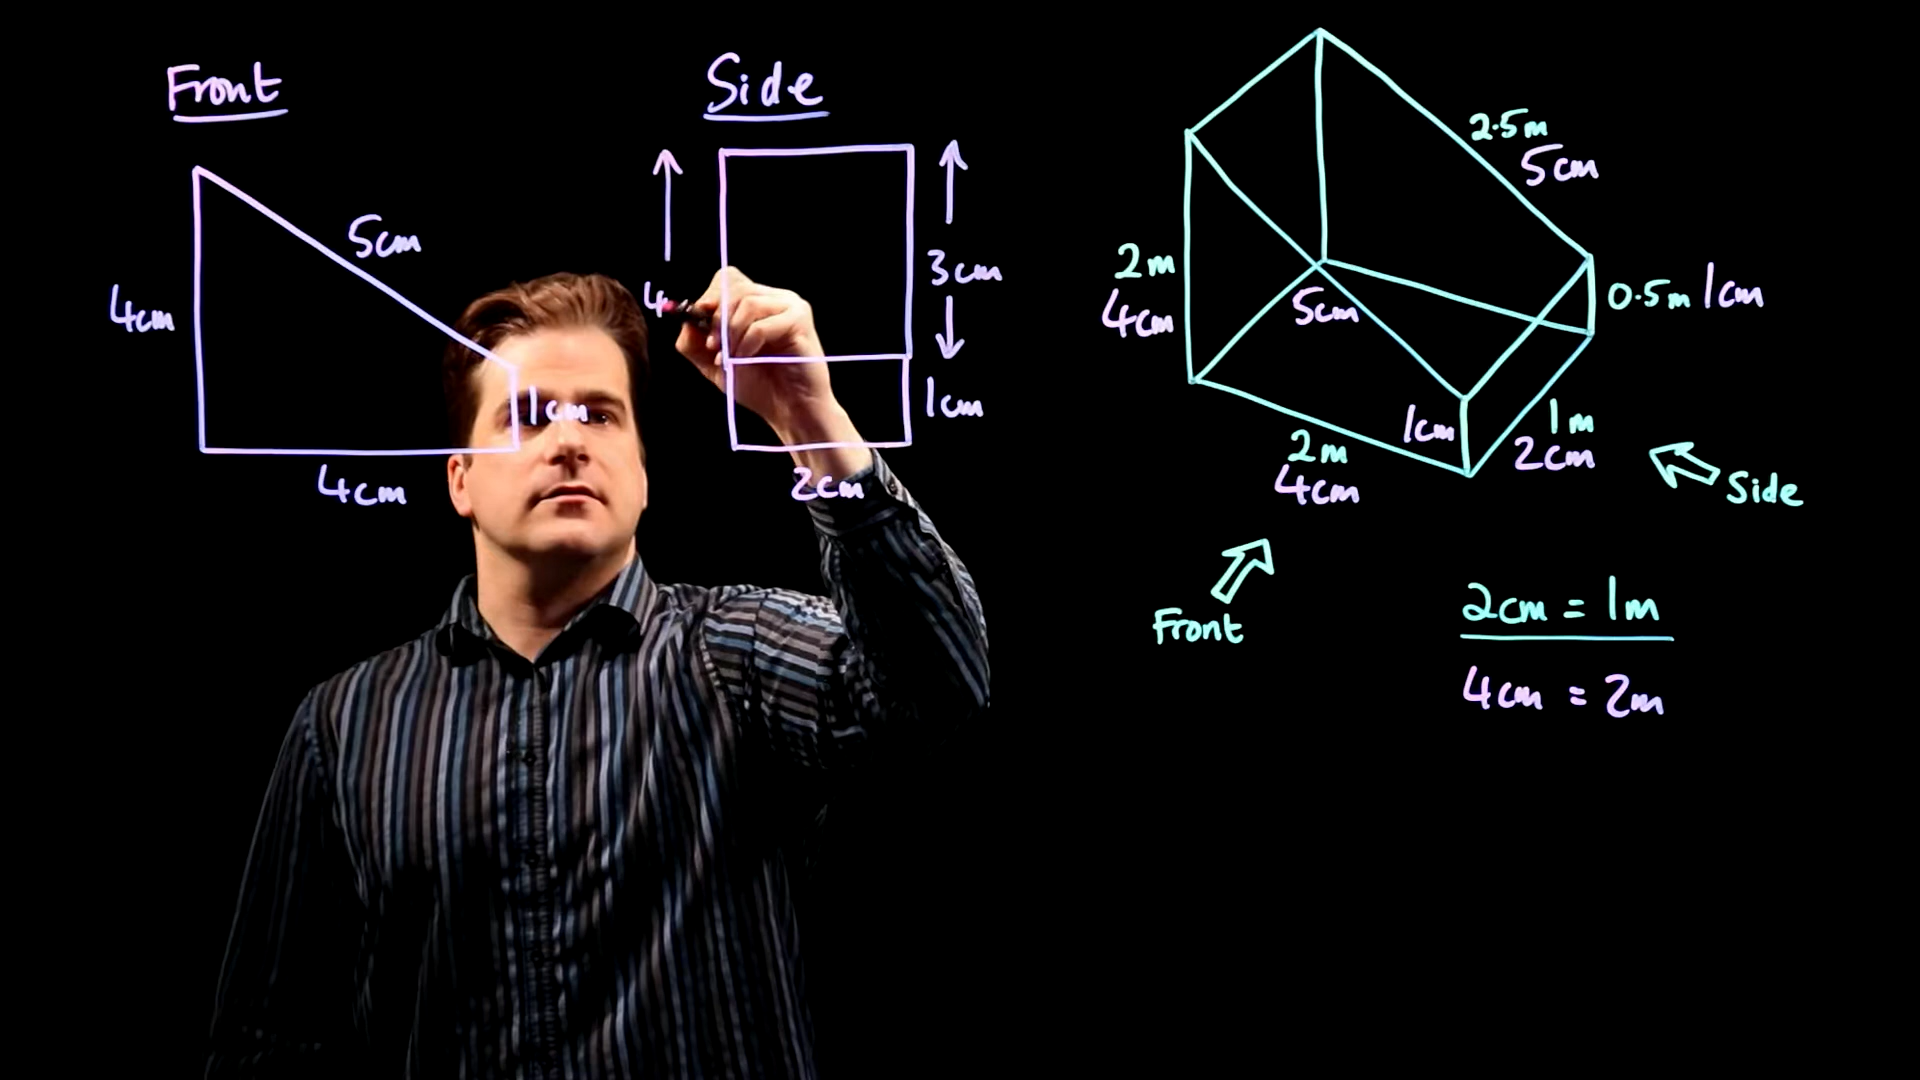 Front
4cm
5cm
1cm
4cm
Side
4
3cm
1cm
2cm
2.5m
5cm
2m
4cm
5cm
0.5m 1cm
1cm
2m
4cm
1m
2cm
Side
Front
2cm = 1m
4cm = 2m